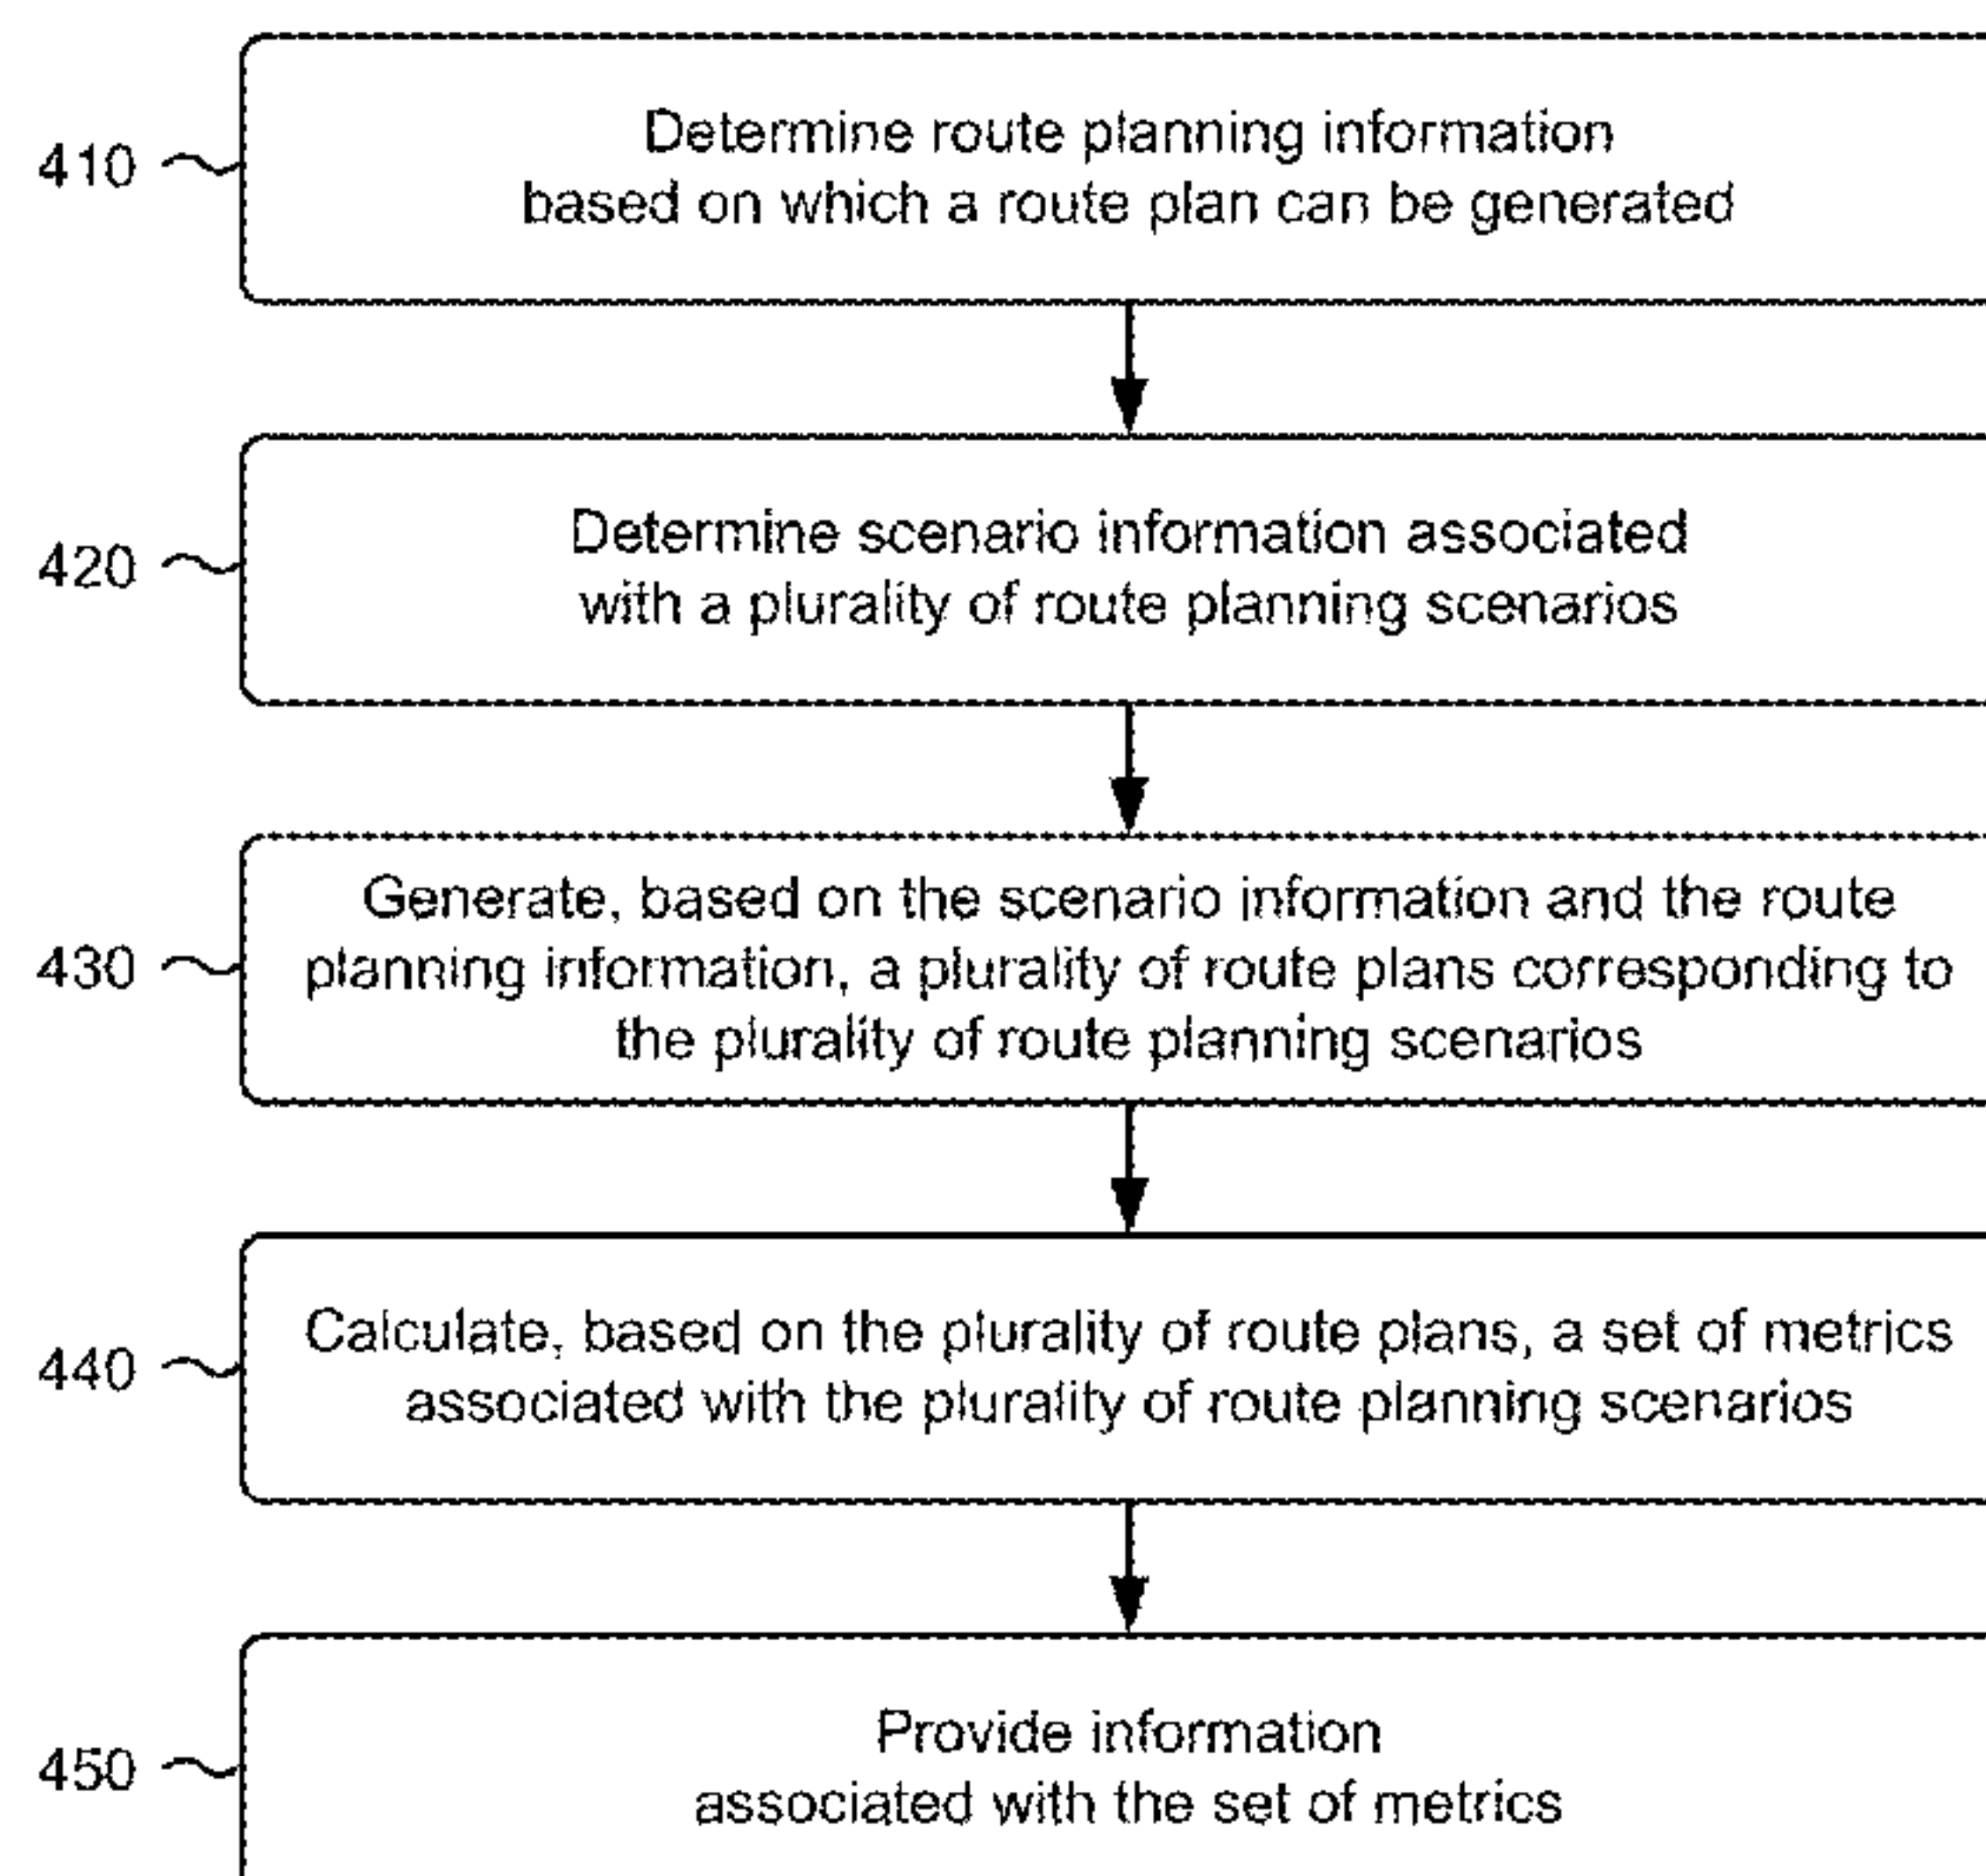 410
Determine route planning information
based on which a route plan can be generated
420
Determine scenario information associated
with a plurality of route planning scenarios
430
Generate, based on the scenario information and the route
planning information, a plurality of route plans corresponding to
the plurality of route planning scenarios
440
Calculate, based on the plurality of route plans, a set of metrics
associated with the plurality of route planning scenarios
450
Provide information
associated with the set of metrics